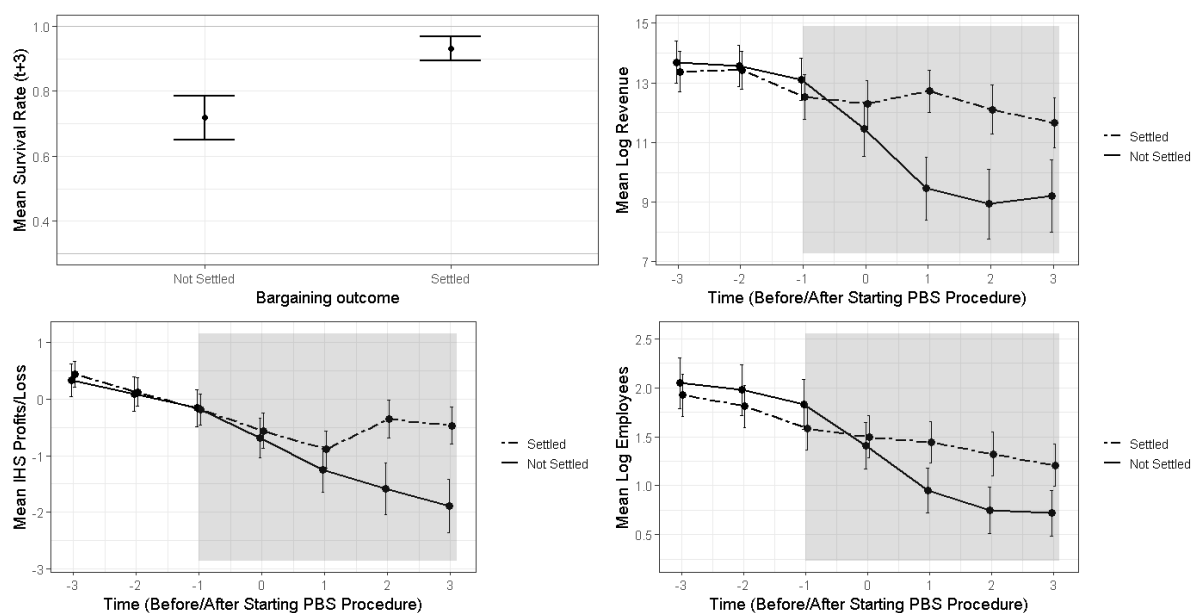 Mean Survival Rate (t+3)
1.0
0.8
0.6
0.4
Not Settled
Settled
Bargaining outcome
Mean Log Revenue
15
13
11
9
7
-3 -2 -1 0 1 2 3
Time (Before/After Starting PBS Procedure)
Settled
Not Settled
Mean IHS Profits/Loss
1
0
-1
-2
-3
-3 -2 -1 0 1 2 3
Time (Before/After Starting PBS Procedure)
Settled
Not Settled
Mean Log Employees
2.5
2.0
1.5
1.0
0.5
-3 -2 -1 0 1 2 3
Time (Before/After Starting PBS Procedure)
Settled
Not Settled